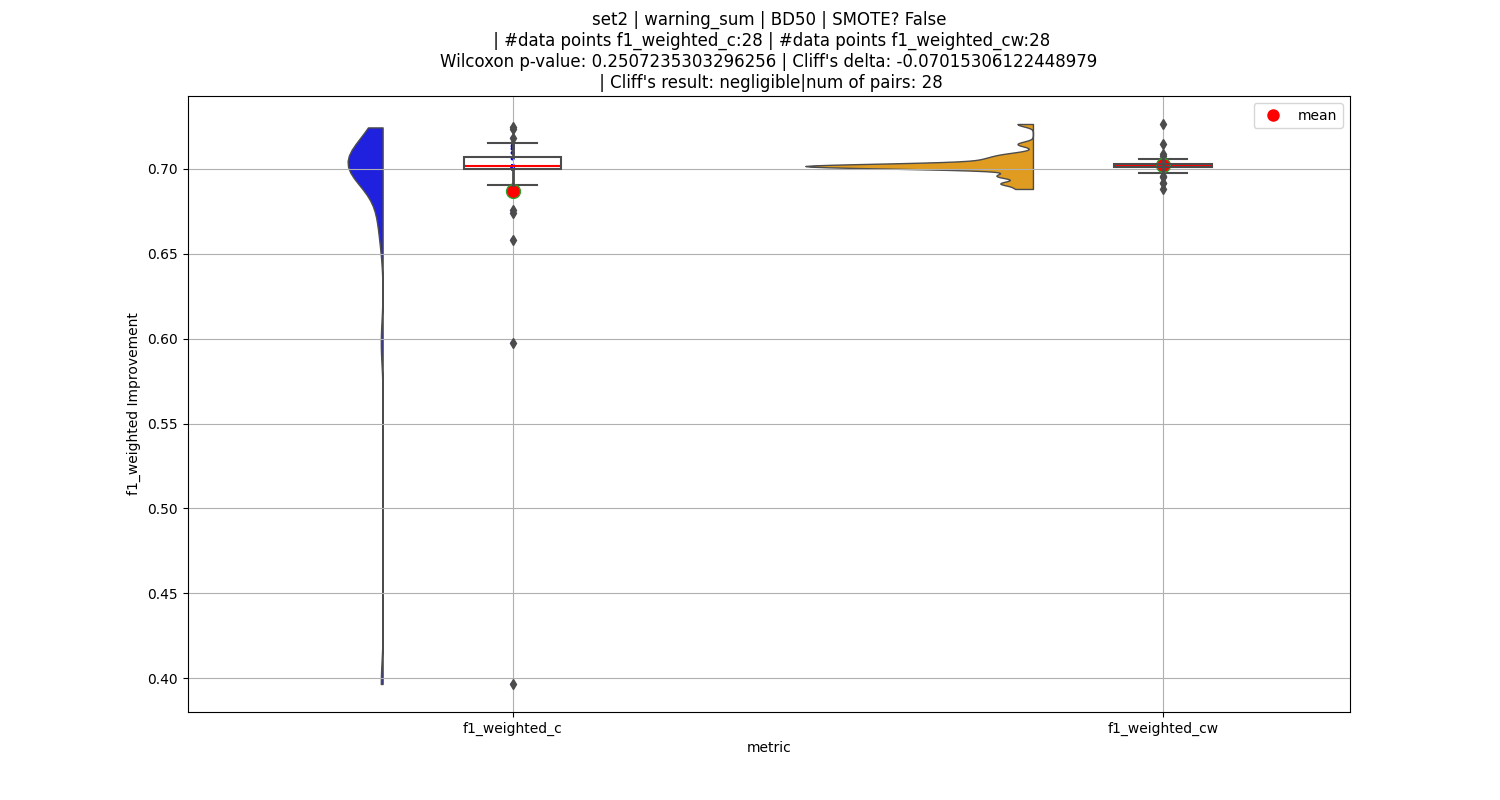 set2 | warning_sum | BD50 | SMOTE? False
| #data points f1_weighted_c:28 | #data points f1_weighted_cw:28
Wilcoxon p-value: 0.2507235303296256 | Cliff's delta: -0.07015306122448979
| Cliff's result: negligible|num of pairs: 28
mean
0.70
0.65
0.60
0.55
0.50
0.45
0.40
f1_weighted Improvement
f1_weighted_c
f1_weighted_cw
metric